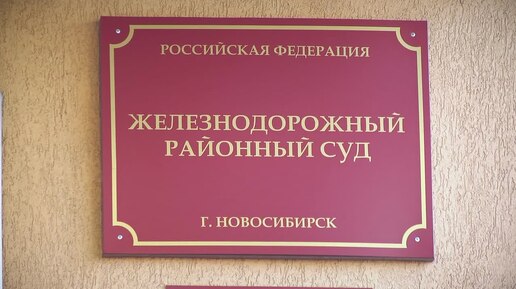 РОССИЙСКАЯ ФЕДЕРАЦИЯ
ЖЕЛЕЗНОДОРОЖНЫЙ
РАЙОННЫЙ СУД
Г. НОВОСИБИРСК